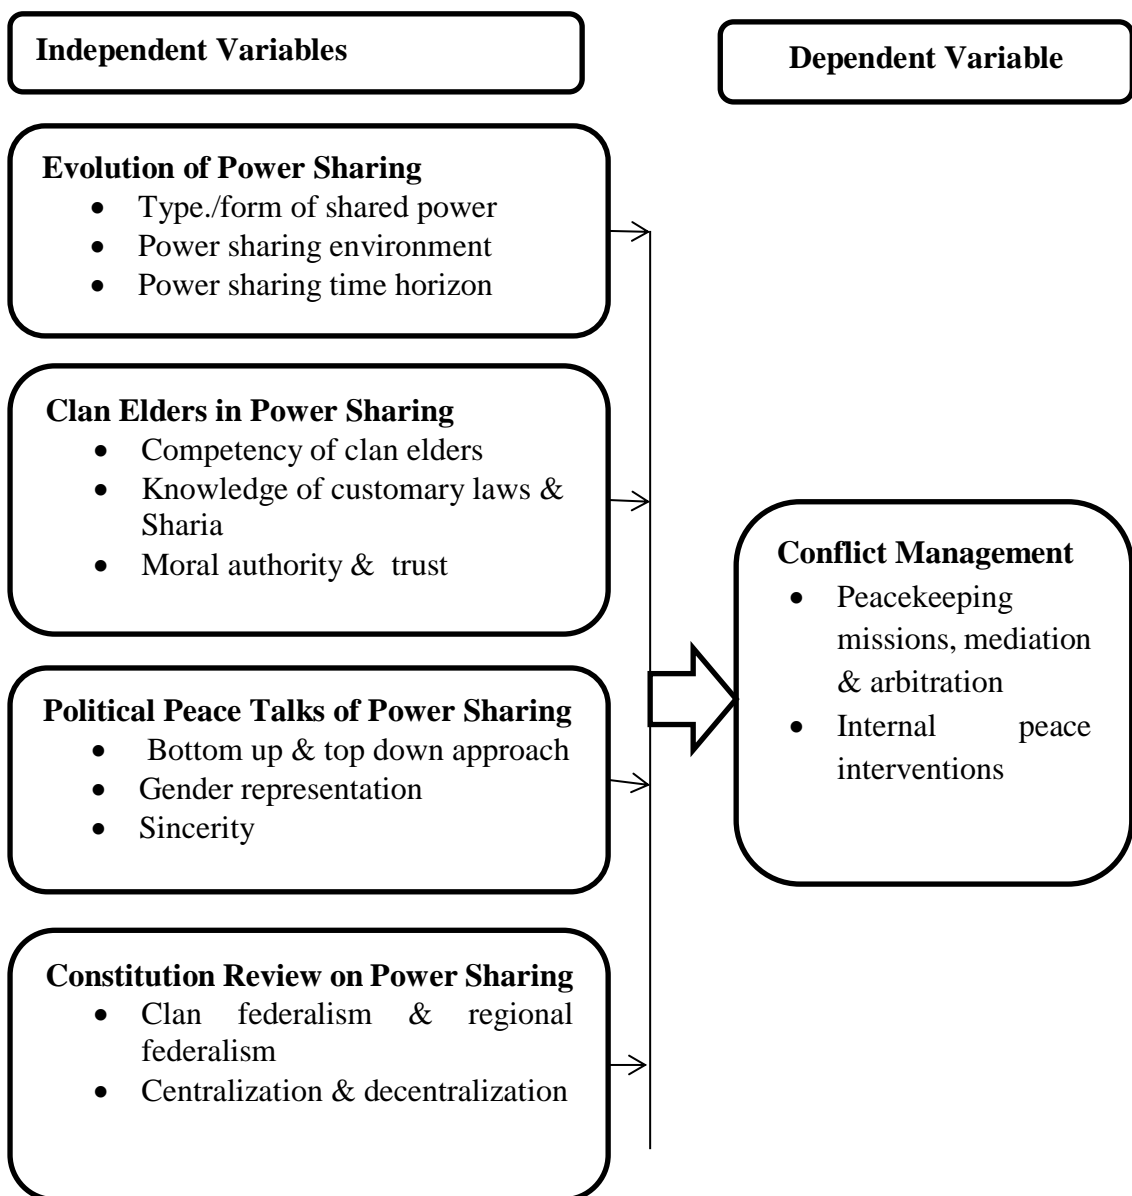 Independent Variables
Dependent Variable
Evolution of Power Sharing
• Type./form of shared power
• Power sharing environment
• Power sharing time horizon
Clan Elders in Power Sharing
• Competency of clan elders
• Knowledge of customary laws &
Sharia
• Moral authority & trust
Political Peace Talks of Power Sharing
• Bottom up & top down approach
• Gender representation
• Sincerity
Constitution Review on Power Sharing
• Clan federalism & regional
federalism
• Centralization & decentralization
Conflict Management
• Peacekeeping
missions, mediation
& arbitration
• Internal peace
interventions